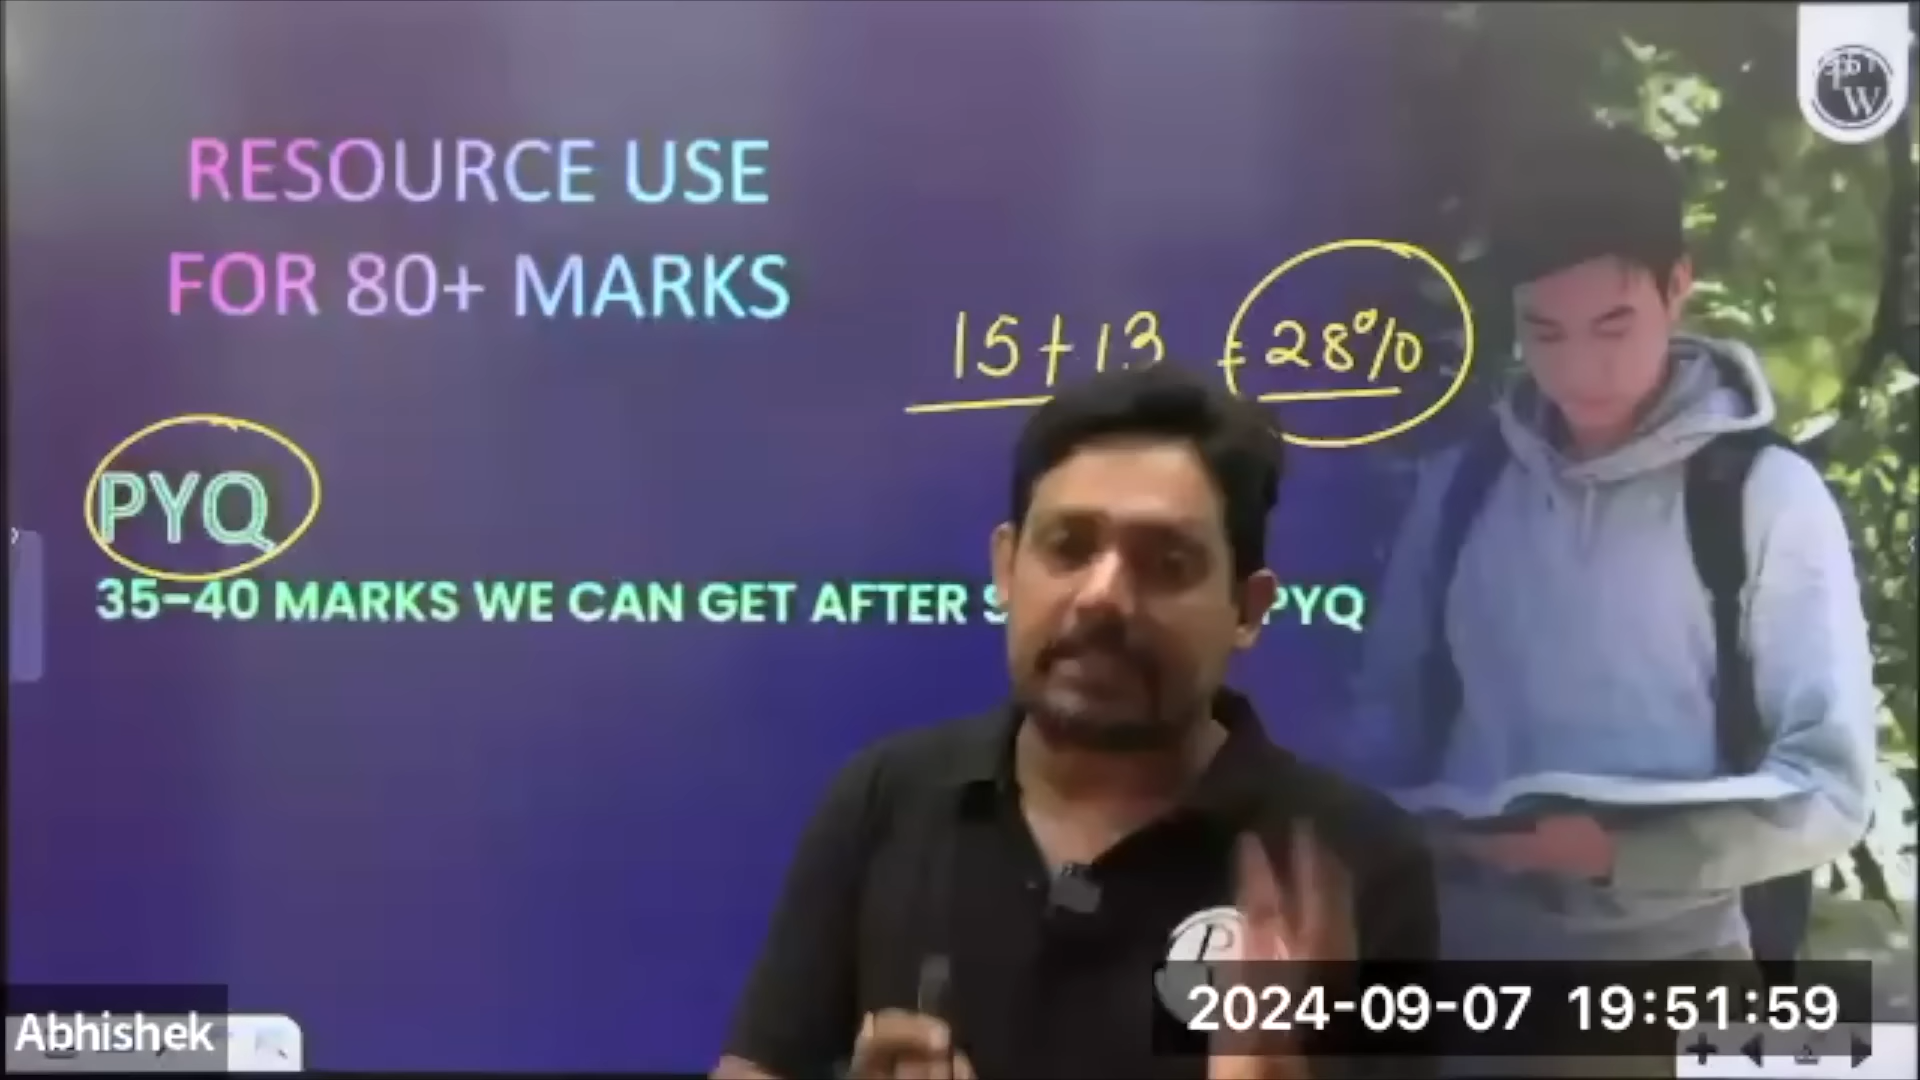 RESOURCE USE
FOR 80+ MARKS
15+13 = 28%
PYQ
35-40 MARKS WE CAN GET AFTER PYQ
P
W
P
2024-09-07 19:51:59
Abhishek